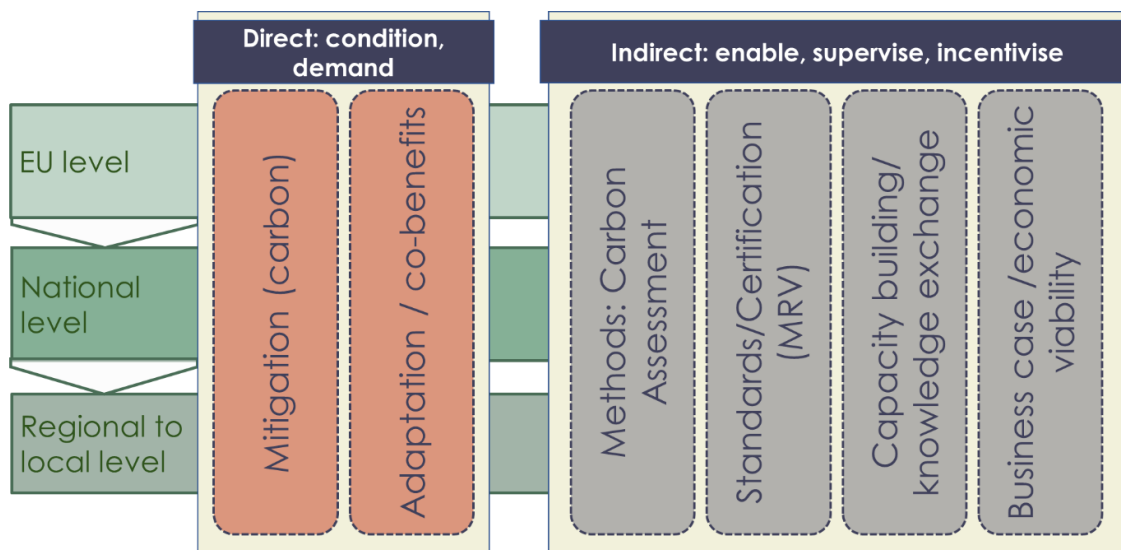 Direct: condition,
demand
Indirect: enable, supervise, incentivise
EU level
National
level
Regional to
local level
Mitigation (carbon)
Adaptation / co-benefits
Methods: Carbon
Assessment
Standards/Certification
(MRV)
Capacity building/
knowledge exchange
Business case /economic
viability